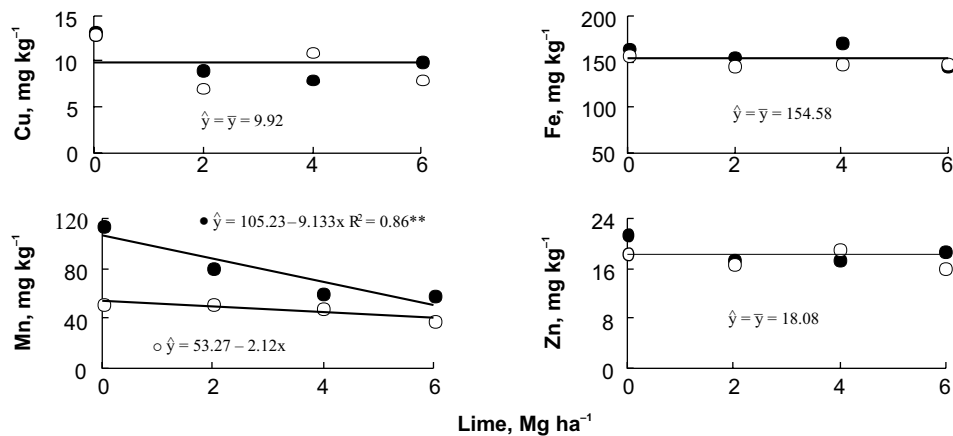 15
10
5
0
Cu, mg kg⁻¹
ŷ = ȳ = 9.92
0 2 4 6
200
150
100
50
Fe, mg kg⁻¹
ŷ = ȳ = 154.58
0 2 4 6
120
80
40
0
Mn, mg kg⁻¹
● ŷ = 105.23 – 9.133x R² = 0.86**
○ ŷ = 53.27 – 2.12x
0 2 4 6
24
16
8
0
Zn, mg kg⁻¹
ŷ = ȳ = 18.08
0 2 4 6
Lime, Mg ha⁻¹